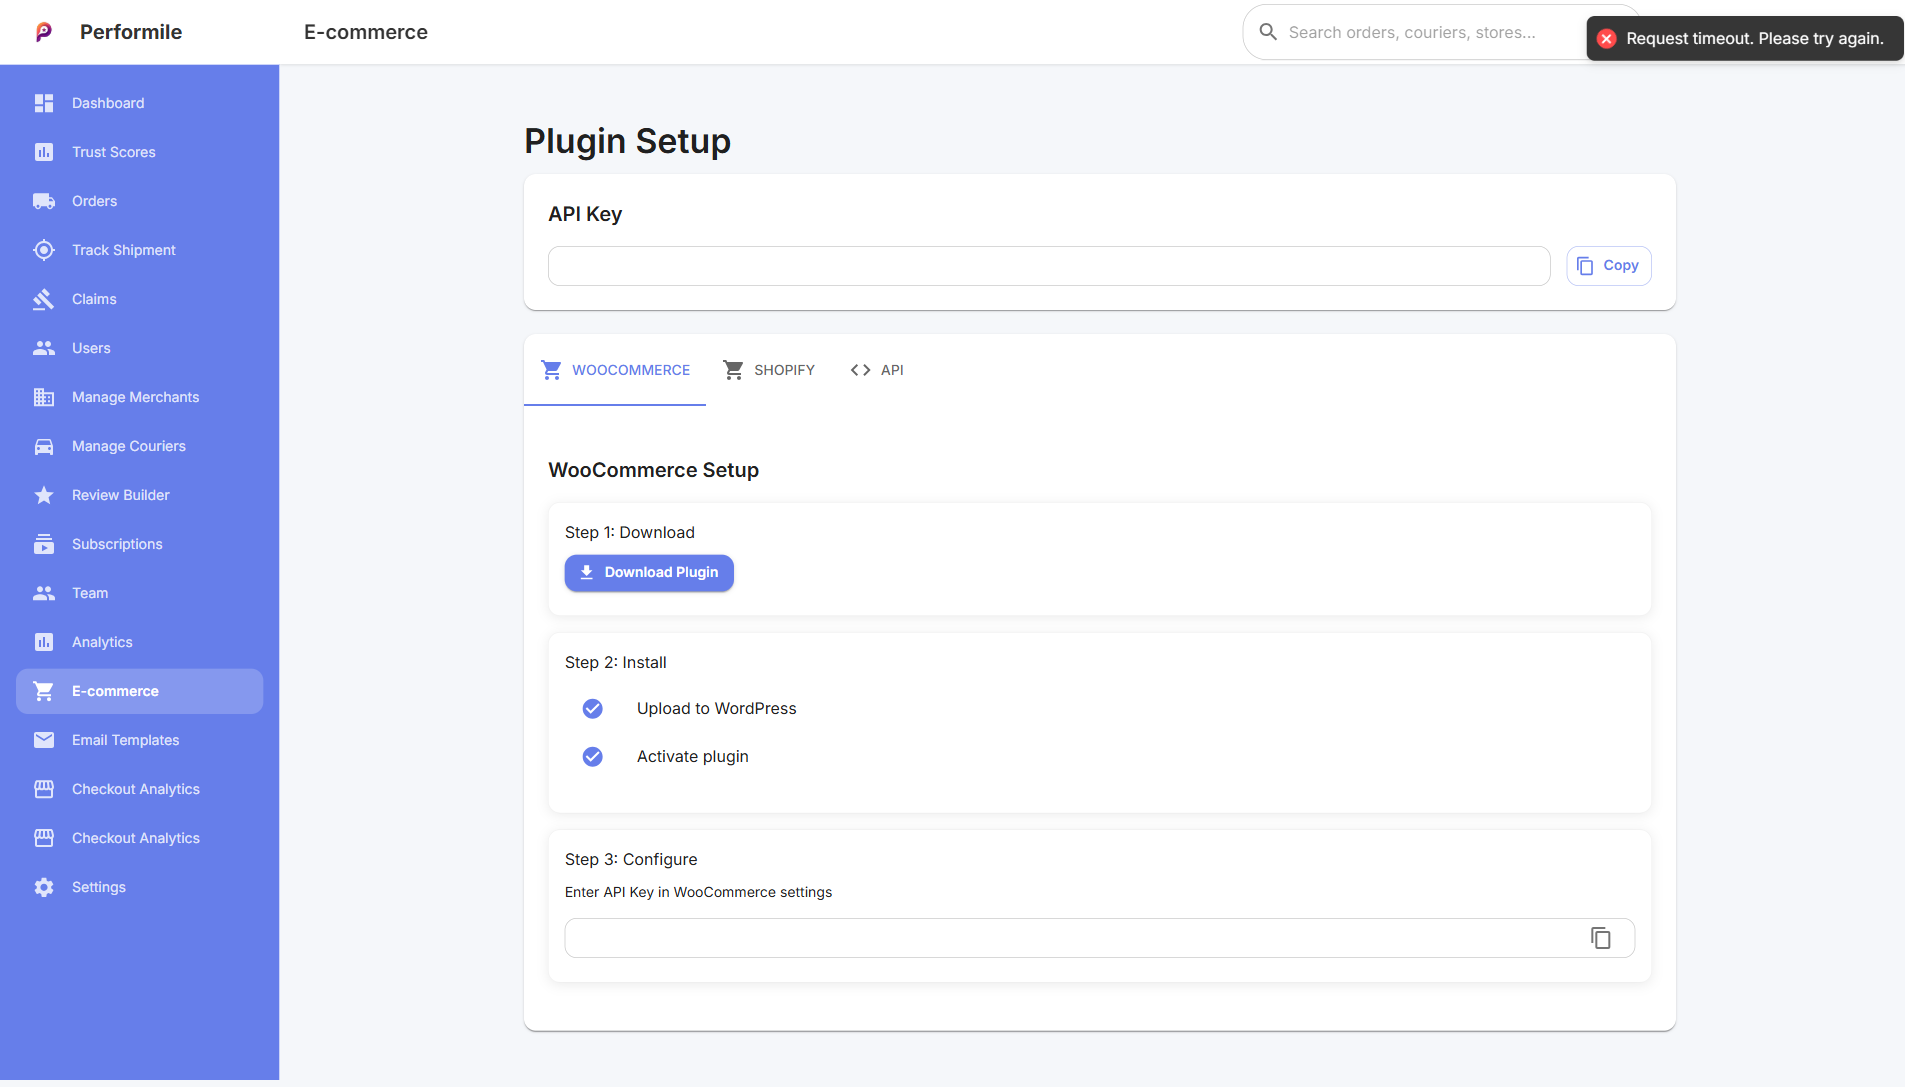 Performile
E-commerce
Search orders, couriers, stores...
Request timeout. Please try again.
Dashboard
Trust Scores
Orders
Track Shipment
Claims
Users
Manage Merchants
Manage Couriers
Review Builder
Subscriptions
Team
Analytics
E-commerce
Email Templates
Checkout Analytics
Checkout Analytics
Settings
Plugin Setup
API Key
Copy
WOOCOMMERCE
SHOPIFY
API
WooCommerce Setup
Step 1: Download
Download Plugin
Step 2: Install
Upload to WordPress
Activate plugin
Step 3: Configure
Enter API Key in WooCommerce settings